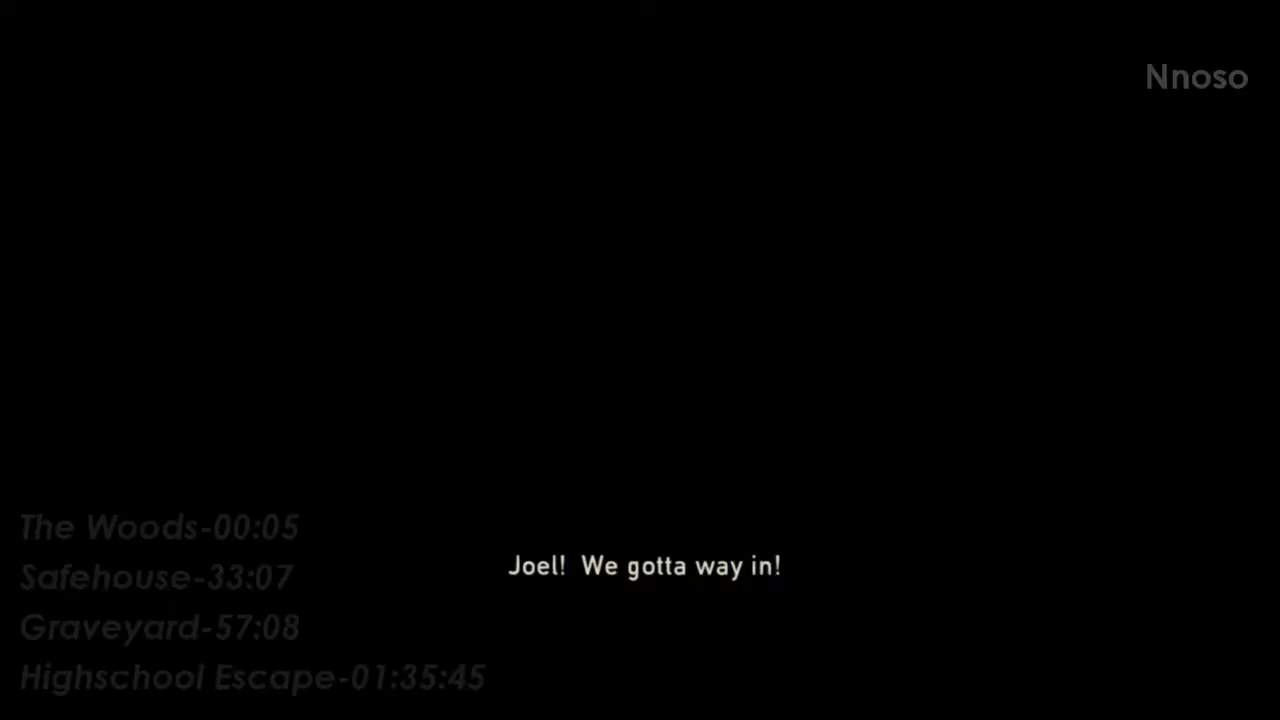 Nnoso
The Woods-00:05
Joel!  We gotta way in!
Safehouse-33:07
Graveyard-57:08
Highschool Escape-01:35:45